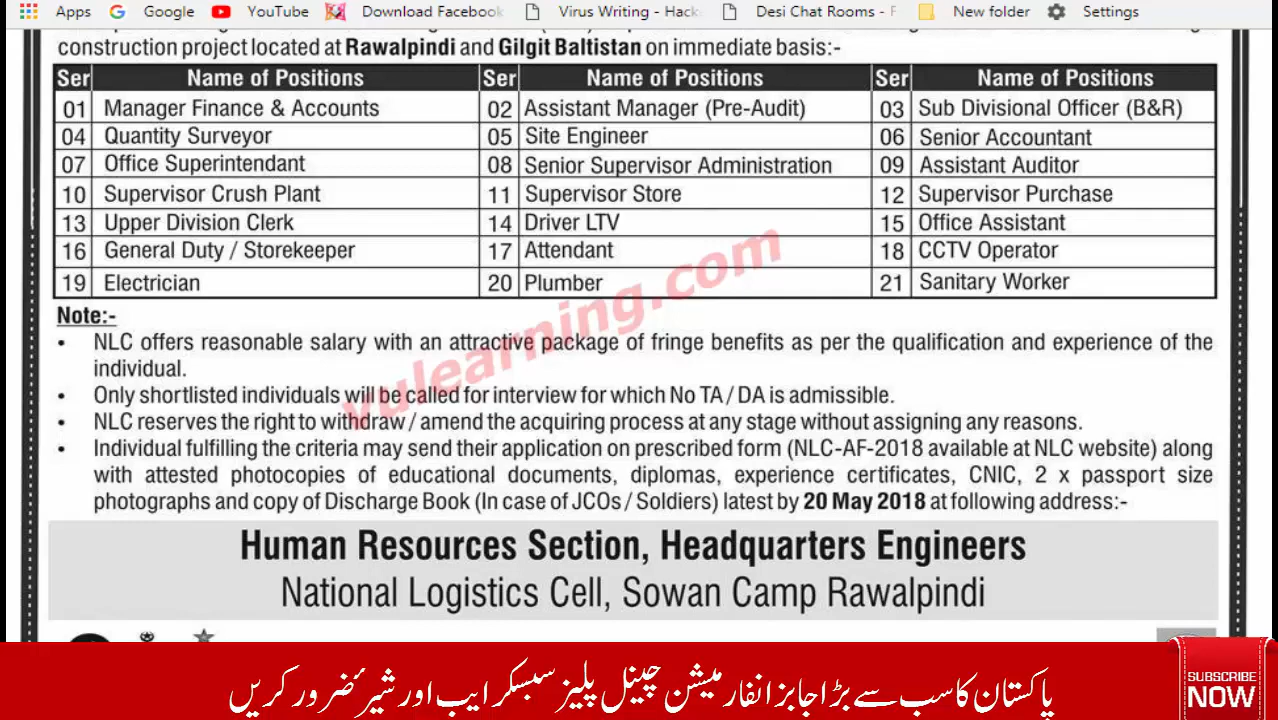 Apps Google YouTube Download Facebook Virus Writing - Hack Desi Chat Rooms - F New folder Settings
construction project located at Rawalpindi and Gilgit Baltistan on immediate basis:-
Ser Name of Positions Ser Name of Positions Ser Name of Positions
01 Manager Finance & Accounts 02 Assistant Manager (Pre-Audit) 03 Sub Divisional Officer (B&R)
04 Quantity Surveyor 05 Site Engineer 06 Senior Accountant
07 Office Superintendant 08 Senior Supervisor Administration 09 Assistant Auditor
10 Supervisor Crush Plant 11 Supervisor Store 12 Supervisor Purchase
13 Upper Division Clerk 14 Driver LTV 15 Office Assistant
16 General Duty / Storekeeper 17 Attendant 18 CCTV Operator
19 Electrician 20 Plumber 21 Sanitary Worker
vulearning.com
Note:-
• NLC offers reasonable salary with an attractive package of fringe benefits as per the qualification and experience of the
individual.
• Only shortlisted individuals will be called for interview for which No TA / DA is admissible.
• NLC reserves the right to withdraw / amend the acquiring process at any stage without assigning any reasons.
• Individual fulfilling the criteria may send their application on prescribed form (NLC-AF-2018 available at NLC website) along
with attested photocopies of educational documents, diplomas, experience certificates, CNIC, 2 x passport size
photographs and copy of Discharge Book (In case of JCOs / Soldiers) latest by 20 May 2018 at following address:-
Human Resources Section, Headquarters Engineers
National Logistics Cell, Sowan Camp Rawalpindi
پاکستان کا سب سے بڑا جابز انفارمیشن چینل پلیز سبسکرایب اور شیئر ضرور کریں
SUBSCRIBE
NOW